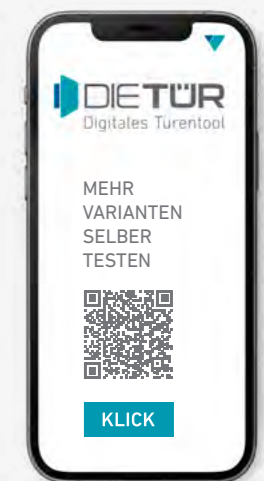 DIETÜR
Digitales Türentool
MEHR
VARIANTEN
SELBER
TESTEN
KLICK